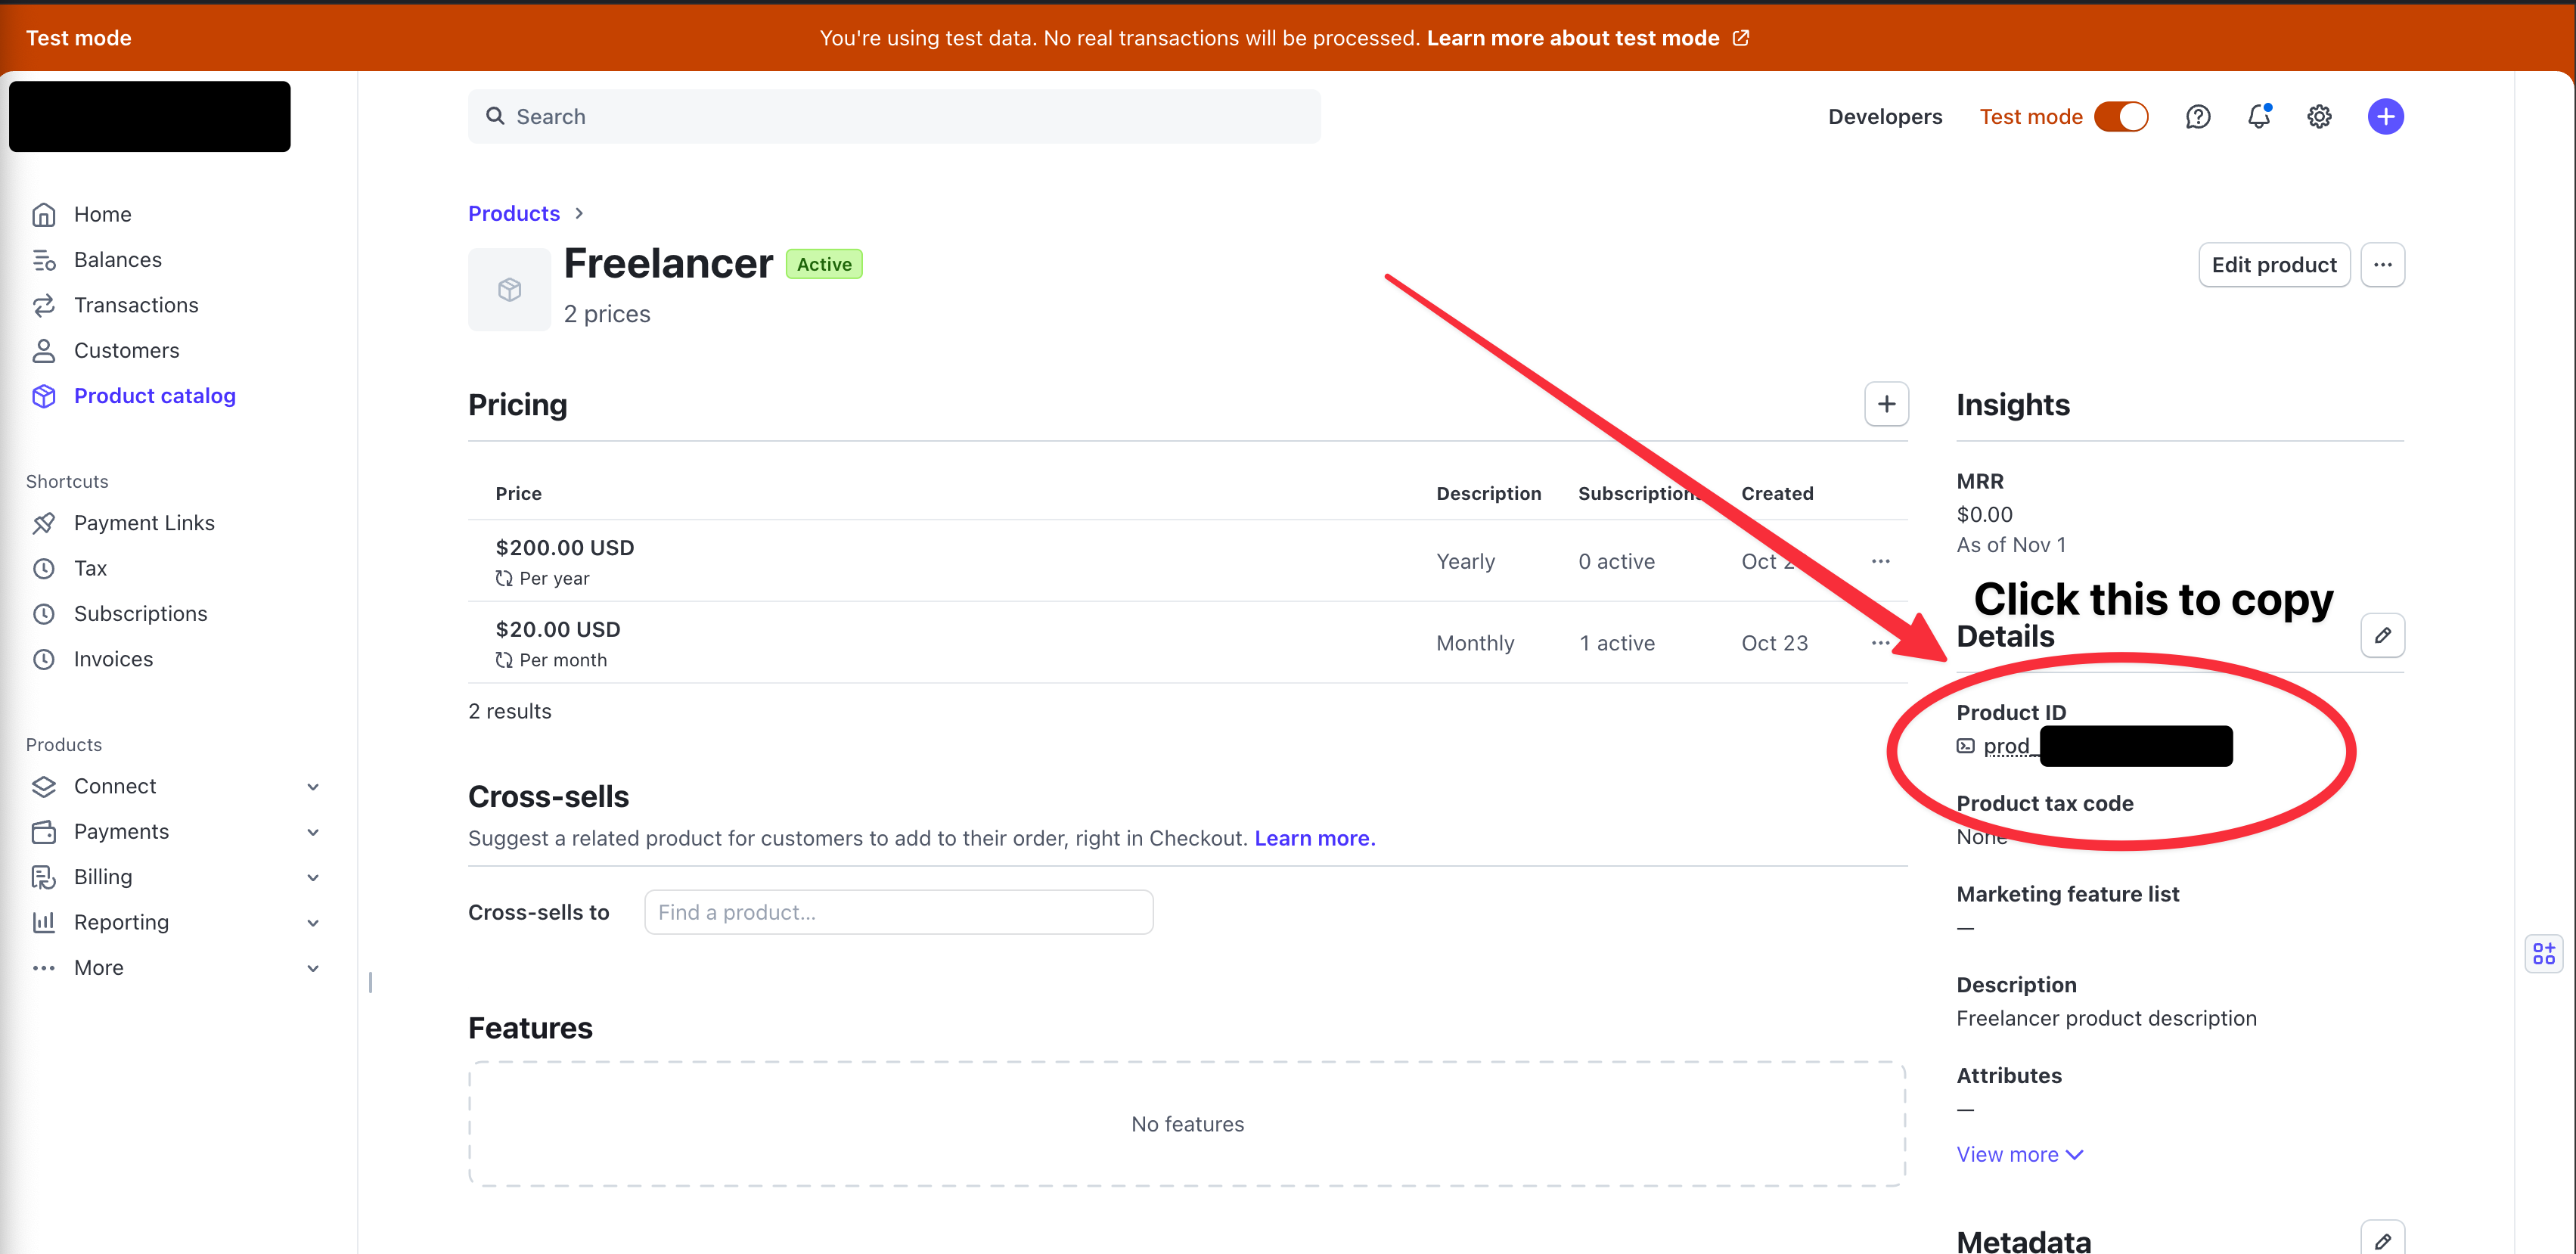 Test mode
You're using test data. No real transactions will be processed. Learn more about test mode
Search
Developers
Test mode
Home
Balances
Transactions
Customers
Product catalog
Shortcuts
Payment Links
Tax
Subscriptions
Invoices
Products
Connect
Payments
Billing
Reporting
More
Products
Freelancer
Active
2 prices
Edit product
Pricing
Price Description Subscriptions Created
$200.00 USD
Per year
Yearly 0 active Oct
$20.00 USD
Per month
Monthly 1 active Oct 23
2 results
Cross-sells
Suggest a related product for customers to add to their order, right in Checkout. Learn more.
Cross-sells to
Find a product...
Features
No features
Insights
MRR
$0.00
As of Nov 1
Click this to copy
Details
Product ID
prod_
Product tax code
None
Marketing feature list
—
Description
Freelancer product description
Attributes
—
View more
Metadata